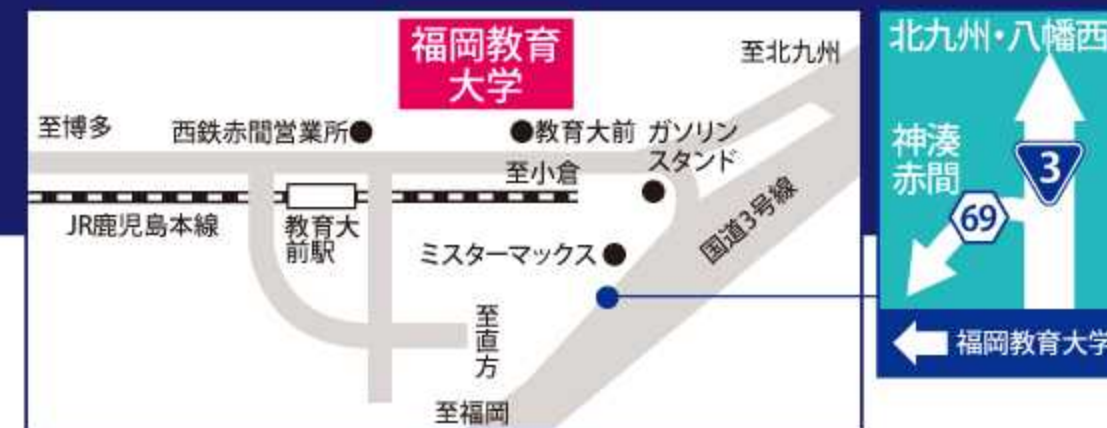 福岡教育
大学
至北九州
至博多
西鉄赤間営業所
教育大前
ガソリン
スタンド
至小倉
JR鹿児島本線
教育大
前駅
ミスターマックス
国道3号線
至直方
至福岡
北九州・八幡西
神湊
赤間
3
69
福岡教育大学